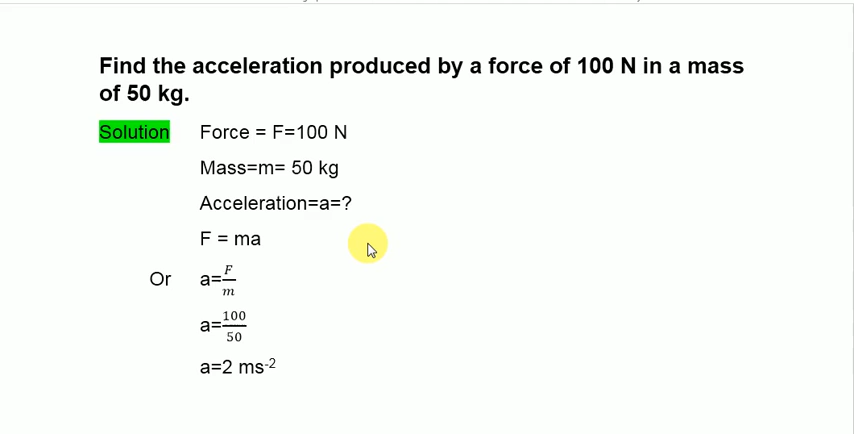 Find the acceleration produced by a force of 100 N in a mass
of 50 kg.
Solution Force = F=100 N
Mass=m= 50 kg
Acceleration=a=?
F = ma
Or a=F/m
a=100/50
a=2 ms⁻²